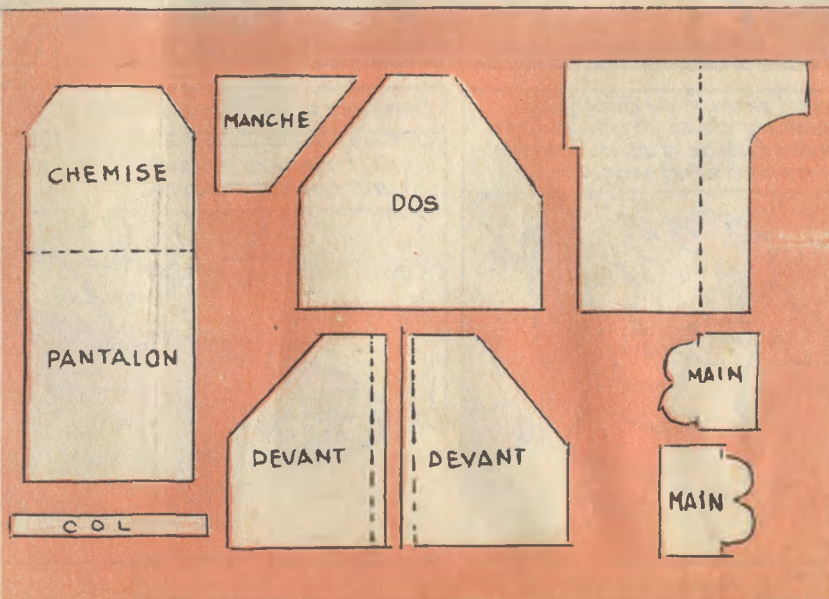 CHEMISE
PANTALON
COL
MANCHE
DOS
DEVANT
DEVANT
MAIN
MAIN